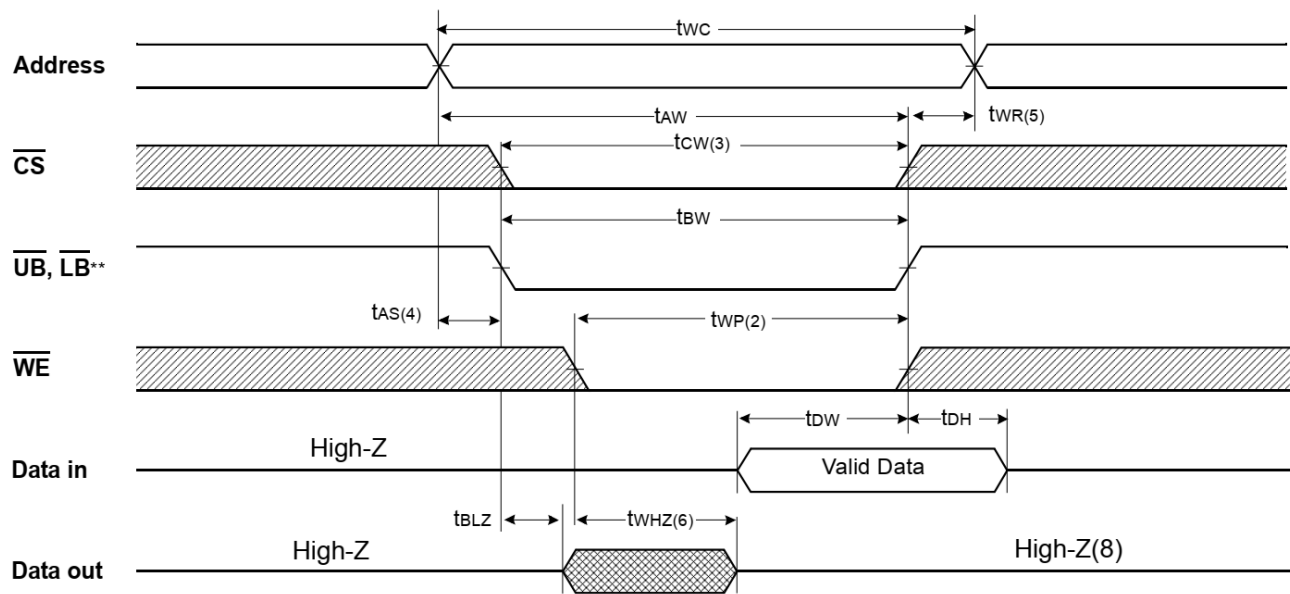 tWC
Address
tAW
tWR(5)
CS
tCW(3)
tBW
UB, LB**
tAS(4)
tWP(2)
WE
tDW
tDH
High-Z
Data in
Valid Data
tBLZ
tWHZ(6)
High-Z
High-Z(8)
Data out